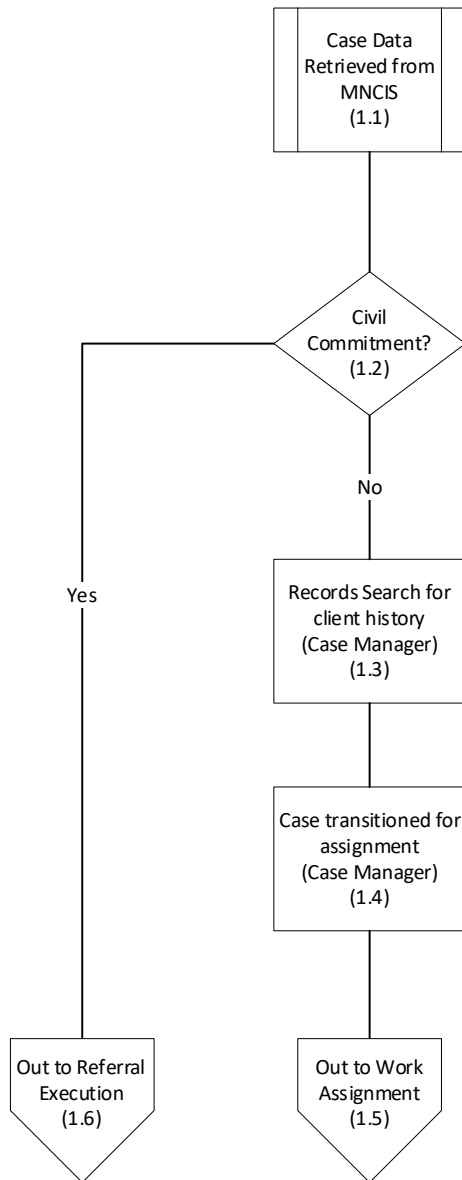 Case Data
Retrieved from
MNCIS
(1.1)
Civil
Commitment?
(1.2)
No
Yes
Records Search for
client history
(Case Manager)
(1.3)
Case transitioned for
assignment
(Case Manager)
(1.4)
Out to Referral
Execution
(1.6)
Out to Work
Assignment
(1.5)